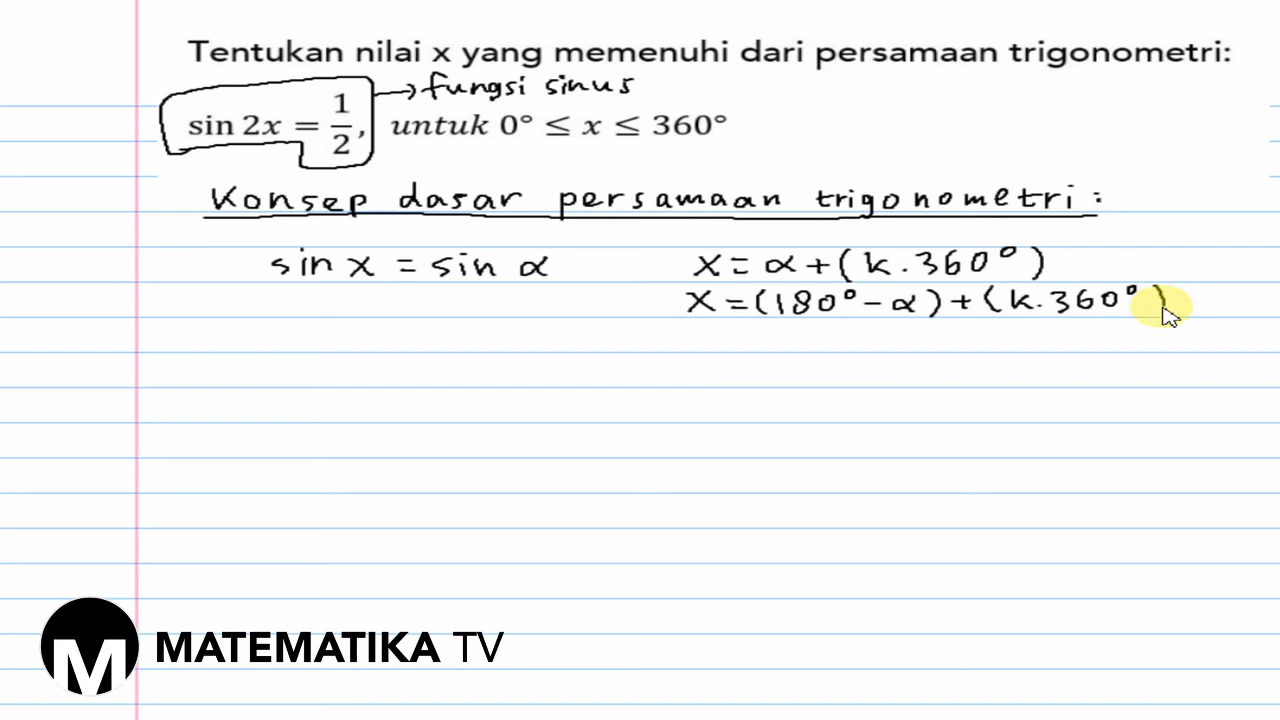 Tentukan nilai x yang memenuhi dari persamaan trigonometri:
→ fungsi sinus
sin 2x = 1/2, untuk 0° ≤ x ≤ 360°
Konsep dasar persamaan trigonometri:
sin x = sin α x = α + (k . 360°)
x = (180° - α) + (k . 360°)
M MATEMATIKA TV